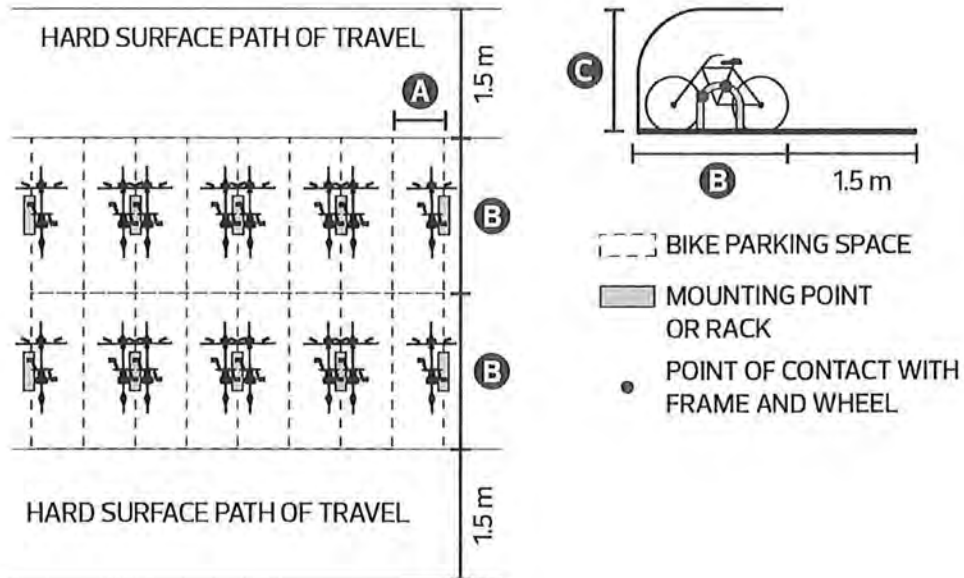 HARD SURFACE PATH OF TRAVEL
1.5 m
A
B
B
HARD SURFACE PATH OF TRAVEL
1.5 m
C
B
1.5 m
BIKE PARKING SPACE
MOUNTING POINT
OR RACK
POINT OF CONTACT WITH
FRAME AND WHEEL